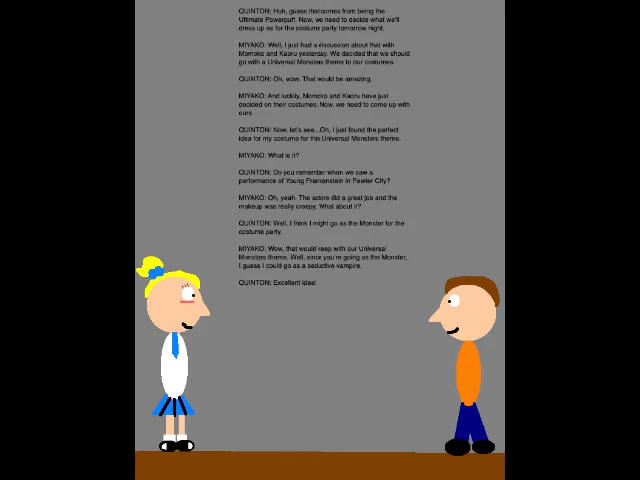 QUINTON: Huh, guess that comes from being the
Ultimate Powerpuff. Now, we need to decide what we'll
dress up as for the costume party tomorrow night.
MIYAKO: Well, I just had a discussion about that with
Momoko and Kaoru yesterday. We decided that we should
go with a Universal Monsters theme to our costumes.
QUINTON: Oh, wow. That would be amazing.
MIYAKO: And luckily, Momoko and Kaoru have just
decided on their costumes. Now, we need to come up with
ours.
QUINTON: Now, let's see...Oh, I just found the perfect
idea for my costume for this Universal Monsters theme.
MIYAKO: What is it?
QUINTON: Do you remember when we saw a
performance of Young Frankenstein in Pewter City?
MIYAKO: Oh, yeah. The actors did a great job and the
makeup was really creepy. What about it?
QUINTON: Well, I think I might go as the Monster for the
costume party.
MIYAKO: Wow, that would keep with our Universal
Monsters theme. Well, since you're going as the Monster,
I guess I could go as a seductive vampire.
QUINTON: Excellent idea!